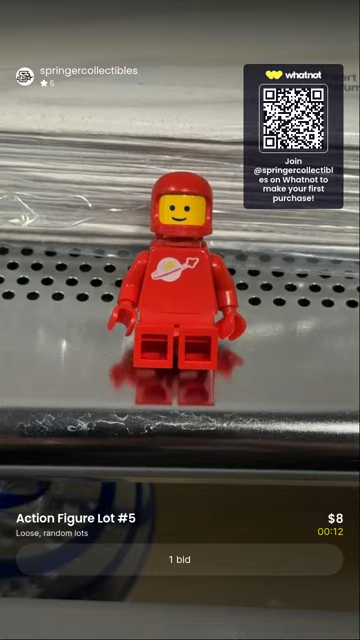 springercollectibles
5
whatnot
Join
@springercollectibl
es on Whatnot to
make your first
purchase!
Action Figure Lot #5
$8
Loose, random lots
00:12
1 bid